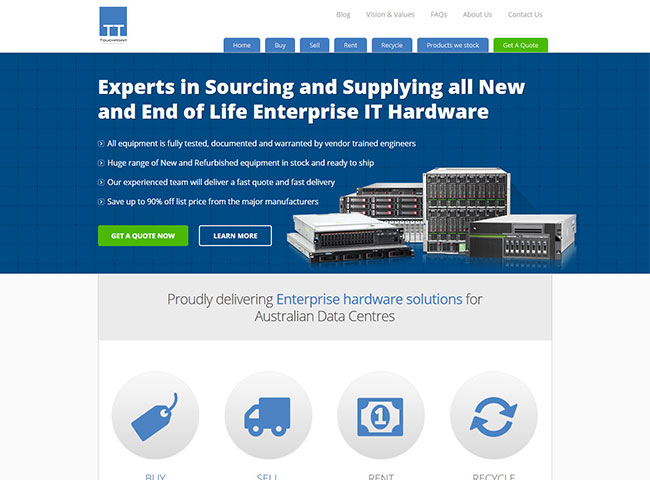 Blog Vision & Values FAQs About Us Contact Us
TT
TOUCHPOINT
Home Buy Sell Rent Recycle Products we stock Get A Quote
Experts in Sourcing and Supplying all New
and End of Life Enterprise IT Hardware
All equipment is fully tested, documented and warranted by vendor trained engineers
Huge range of New and Refurbished equipment in stock and ready to ship
Our experienced team will deliver a fast quote and fast delivery
Save up to 90% off list price from the major manufacturers
GET A QUOTE NOW LEARN MORE
Proudly delivering Enterprise hardware solutions for
Australian Data Centres
1
BUY SELL RENT RECYCLE